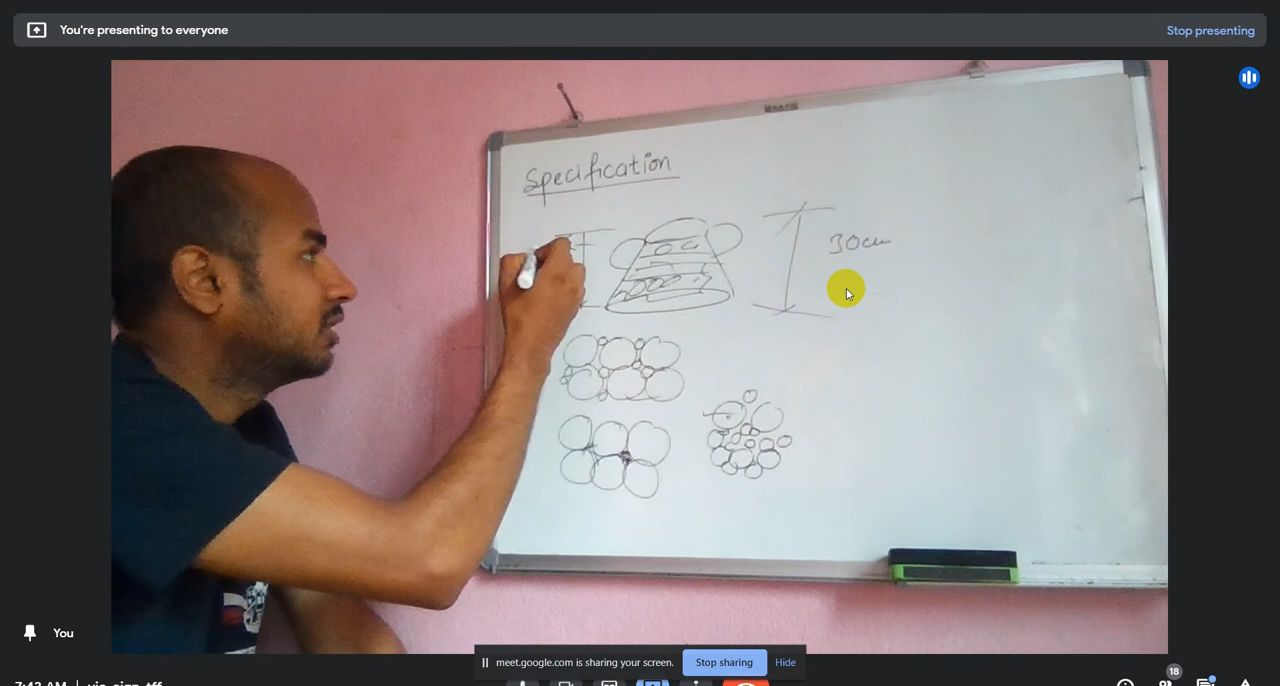 You're presenting to everyone
Stop presenting
Specification
30cm
You
meet.google.com is sharing your screen.
Stop sharing
Hide
18